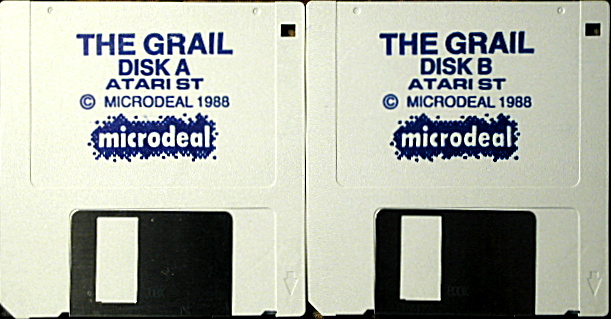 THE GRAIL
DISK A
ATARI ST
© MICRODEAL 1988
microdeal
THE GRAIL
DISK B
ATARI ST
© MICRODEAL 1988
microdeal